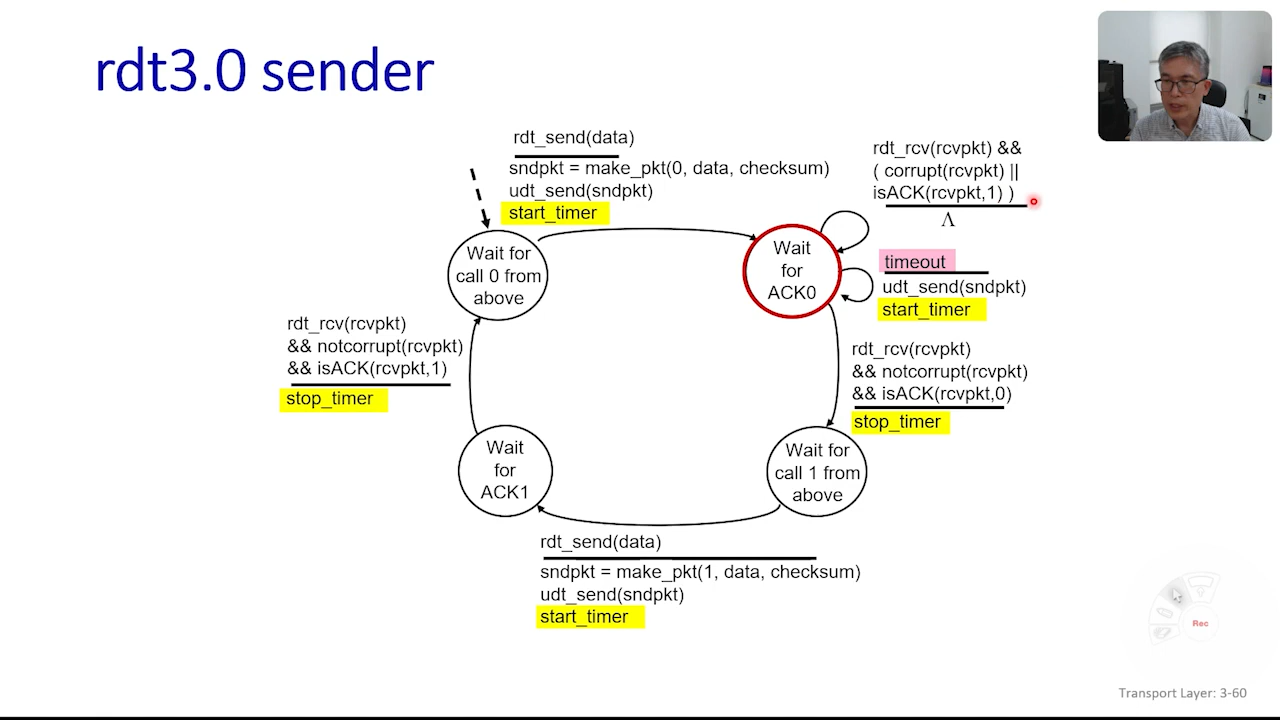 rdt3.0 sender
rdt_send(data)
sndpkt = make_pkt(0, data, checksum)
udt_send(sndpkt)
start_timer
rdt_rcv(rcvpkt) &&
( corrupt(rcvpkt) ||
isACK(rcvpkt,1) )
Λ
Wait for
call 0 from
above
Wait
for
ACK0
timeout
udt_send(sndpkt)
start_timer
rdt_rcv(rcvpkt)
&& notcorrupt(rcvpkt)
&& isACK(rcvpkt,1)
stop_timer
rdt_rcv(rcvpkt)
&& notcorrupt(rcvpkt)
&& isACK(rcvpkt,0)
stop_timer
Wait
for
ACK1
Wait for
call 1 from
above
rdt_send(data)
sndpkt = make_pkt(1, data, checksum)
udt_send(sndpkt)
start_timer
Rec
Transport Layer: 3-60